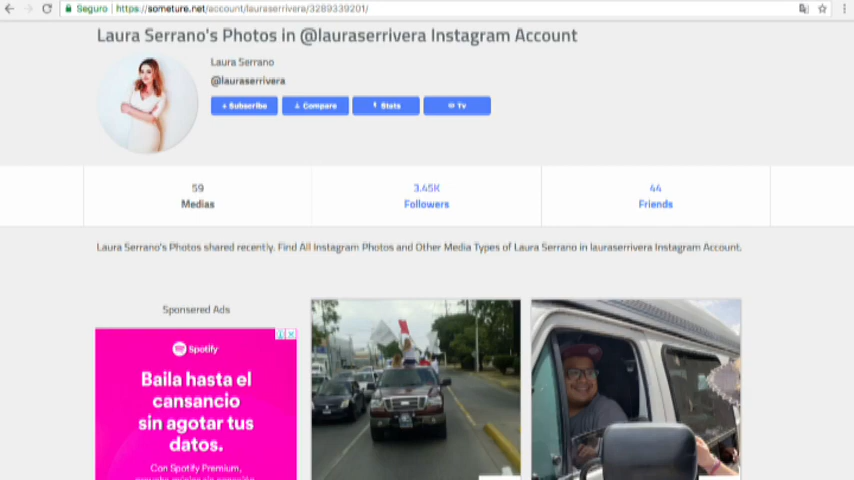 Seguro
https://someture.net/account/lauraserrivera/3289339201/
Laura Serrano's Photos in @lauraserrivera Instagram Account
Laura Serrano
@lauraserrivera
+ Subscribe
Compare
Stats
Tv
59
Medias
3.45K
Followers
44
Friends
Laura Serrano's Photos shared recently. Find All Instagram Photos and Other Media Types of Laura Serrano in lauraserrivera Instagram Account.
Sponsered Ads
Spotify
Baila hasta el
cansancio
sin agotar tus
datos.
Con Spotify Premium,